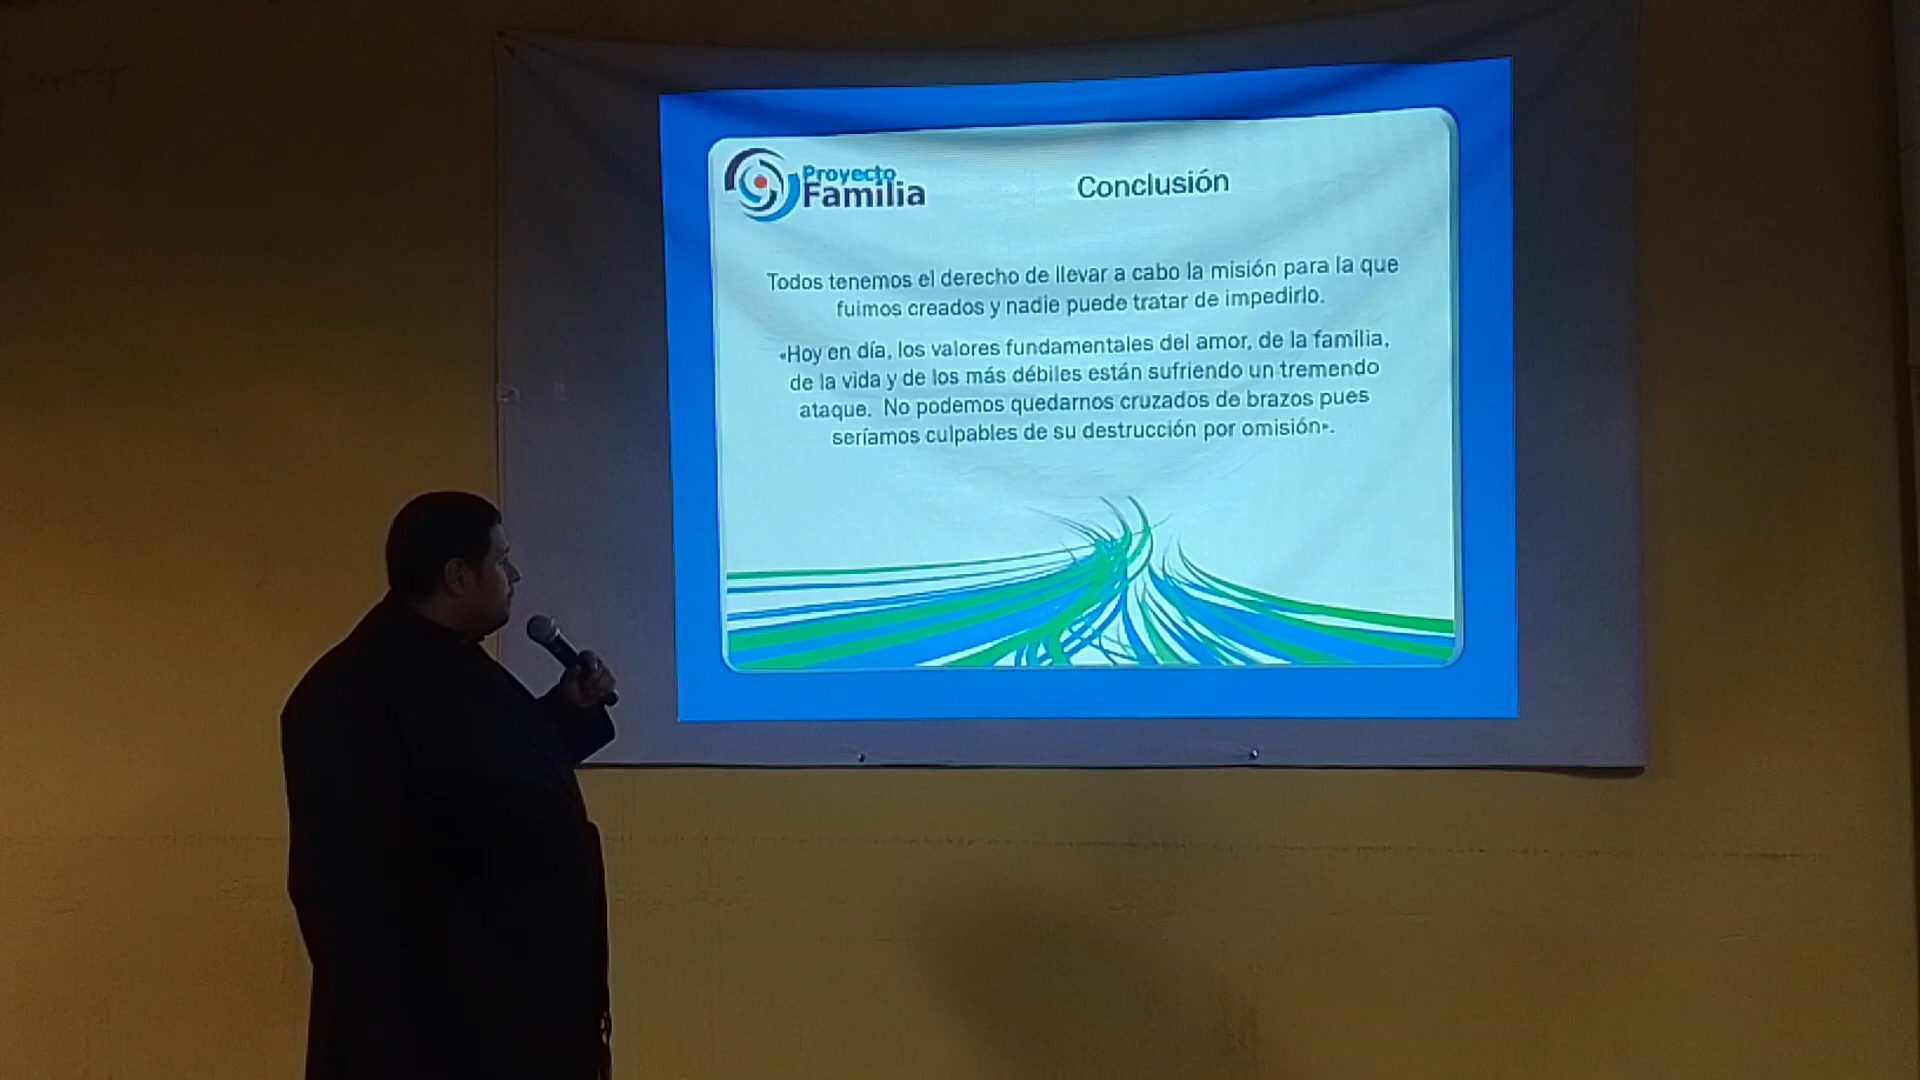 Proyecto
Familia
Conclusión
Todos tenemos el derecho de llevar a cabo la misión para la que
fuimos creados y nadie puede tratar de impedirlo.
«Hoy en día, los valores fundamentales del amor, de la familia,
de la vida y de los más débiles están sufriendo un tremendo
ataque. No podemos quedarnos cruzados de brazos pues
seríamos culpables de su destrucción por omisión».